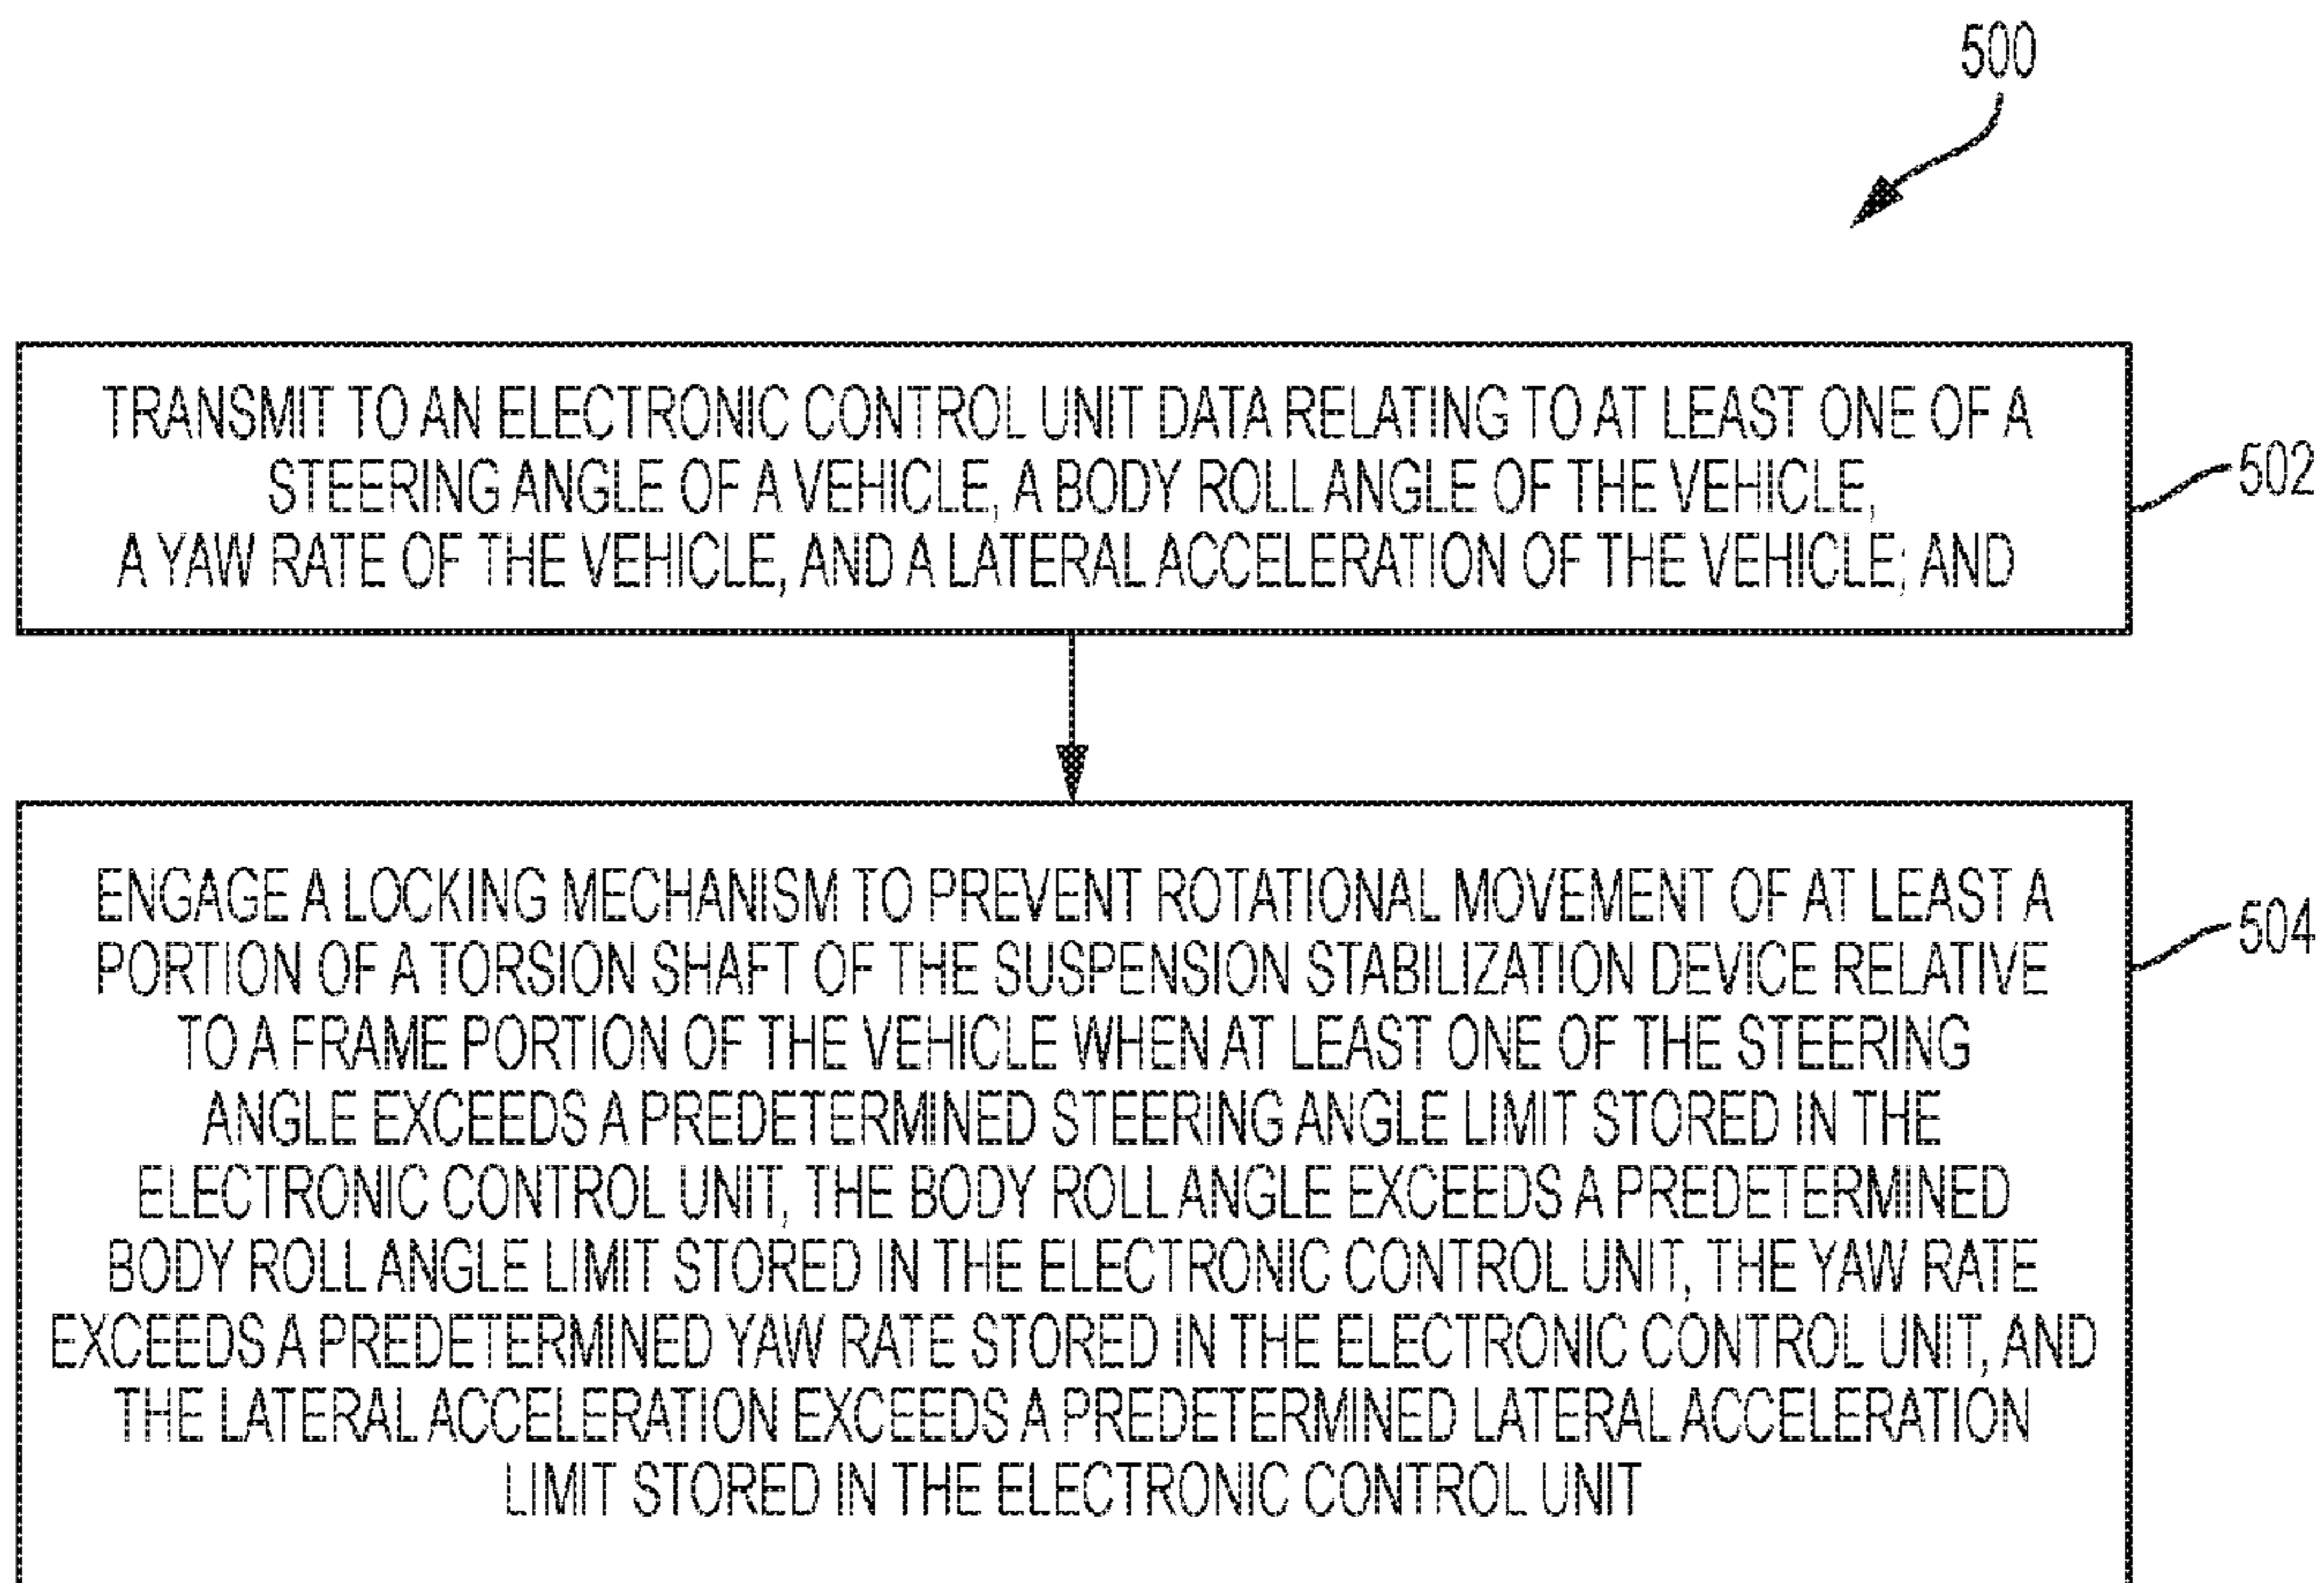 500
TRANSMIT TO AN ELECTRONIC CONTROL UNIT DATA RELATING TO AT LEAST ONE OF A
STEERING ANGLE OF A VEHICLE, A BODY ROLL ANGLE OF THE VEHICLE,
A YAW RATE OF THE VEHICLE, AND A LATERAL ACCELERATION OF THE VEHICLE; AND
502
ENGAGE A LOCKING MECHANISM TO PREVENT ROTATIONAL MOVEMENT OF AT LEAST A
PORTION OF A TORSION SHAFT OF THE SUSPENSION STABILIZATION DEVICE RELATIVE
TO A FRAME PORTION OF THE VEHICLE WHEN AT LEAST ONE OF THE STEERING
ANGLE EXCEEDS A PREDETERMINED STEERING ANGLE LIMIT STORED IN THE
ELECTRONIC CONTROL UNIT, THE BODY ROLL ANGLE EXCEEDS A PREDETERMINED
BODY ROLL ANGLE LIMIT STORED IN THE ELECTRONIC CONTROL UNIT, THE YAW RATE
EXCEEDS A PREDETERMINED YAW RATE STORED IN THE ELECTRONIC CONTROL UNIT, AND
THE LATERAL ACCELERATION EXCEEDS A PREDETERMINED LATERAL ACCELERATION
LIMIT STORED IN THE ELECTRONIC CONTROL UNIT
504